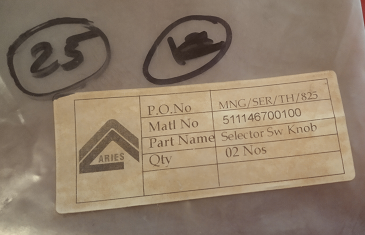 25
ARIES
P.O.No MNG/SER/TH/825
Matl No 511146700100
Part Name Selector Sw Knob
Qty 02 Nos